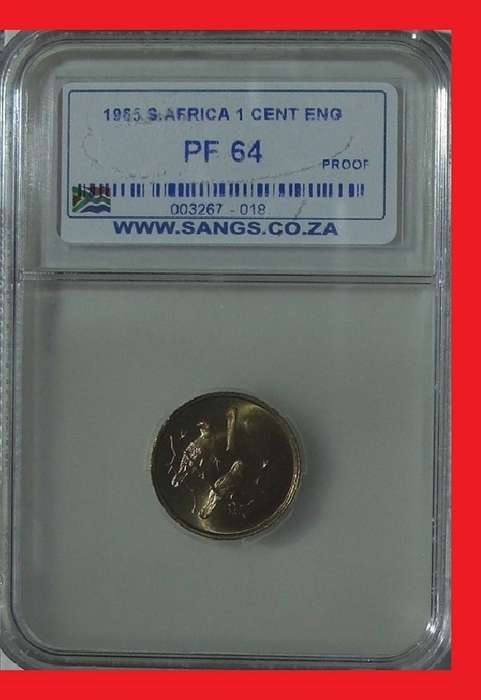 1965 S.AFRICA 1 CENT ENG
PF 64
PROOF
003267 - 018
WWW.SANGS.CO.ZA
1